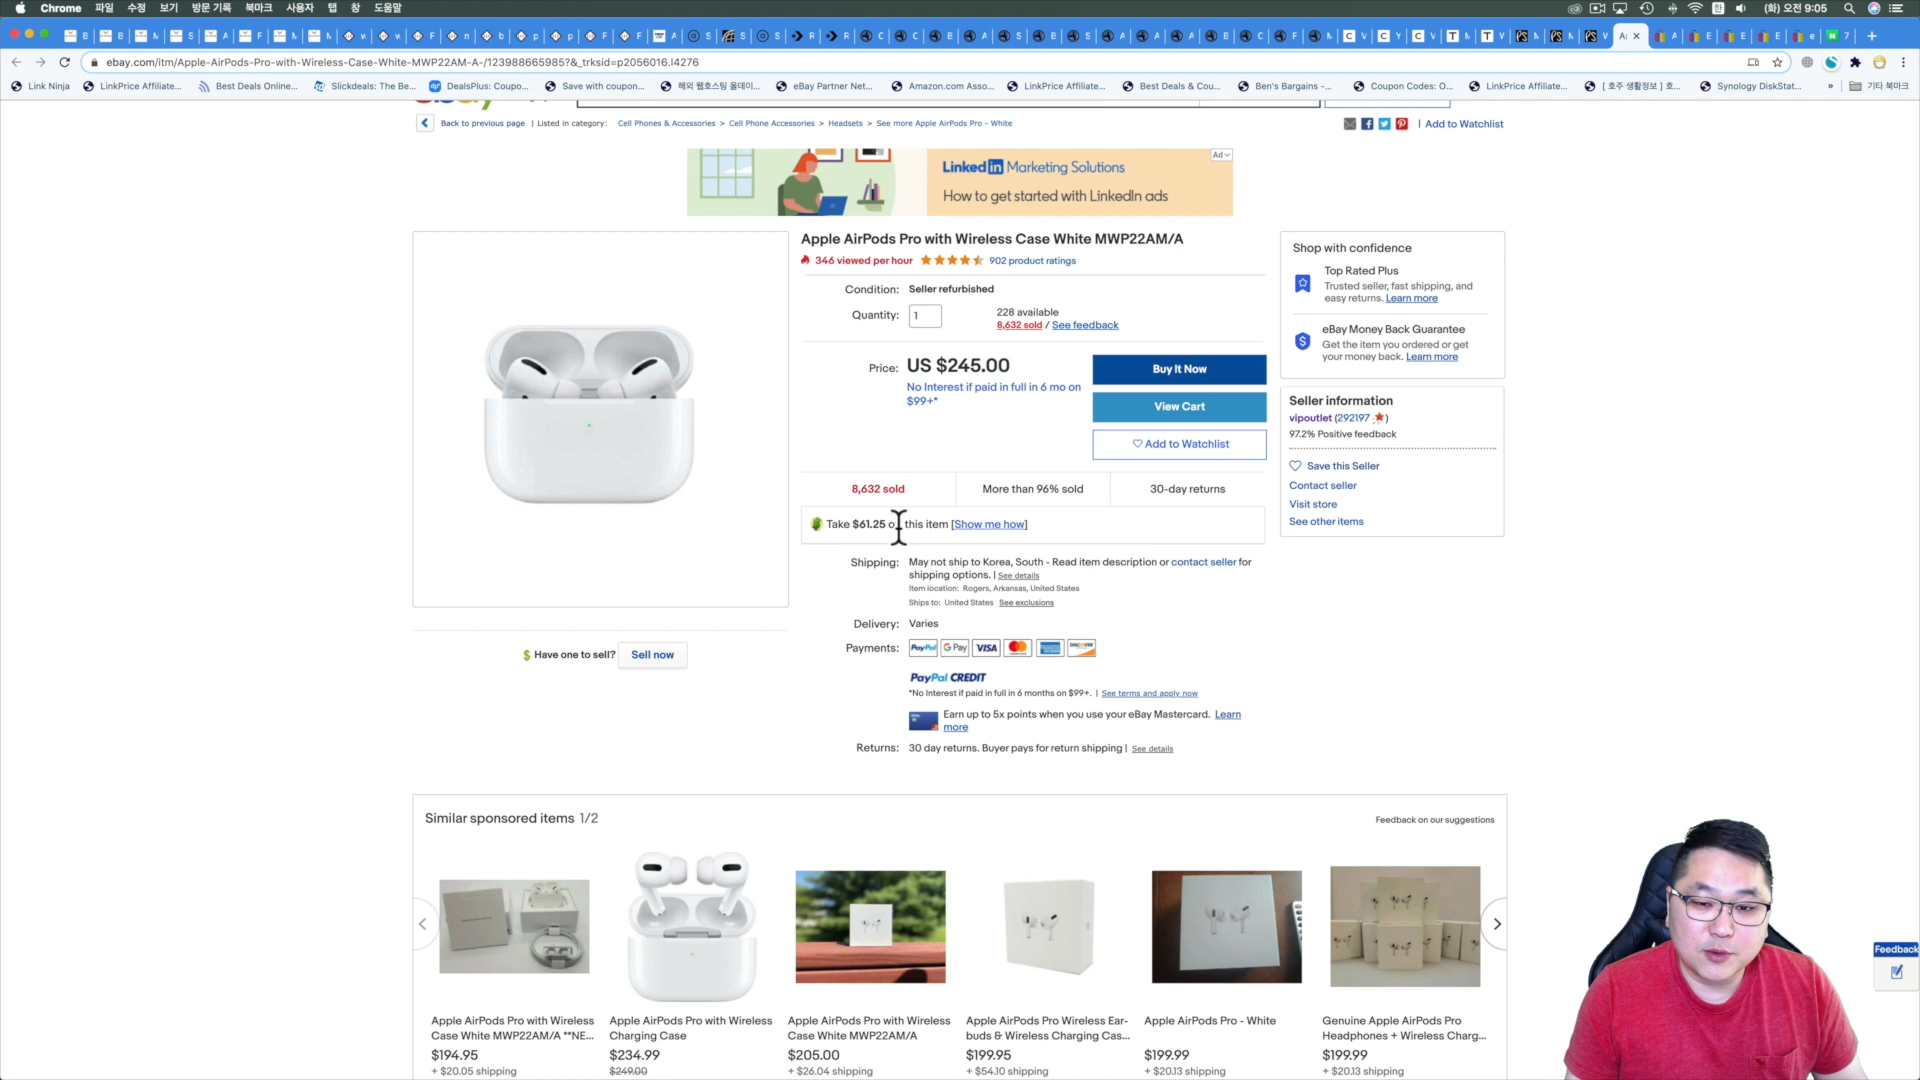 Chrome 파일 수정 보기 방문 기록 북마크 사용자 탭 창 도움말
한 (화) 오전 9:05
ebay.com/itm/Apple-AirPods-Pro-with-Wireless-Case-White-MWP22AM-A-/123988665985?&_trksid=p2056016.l4276
Link Ninja LinkPrice Affiliate... Best Deals Online... Slickdeals: The Be... DealsPlus: Coupo... Save with coupon... 해외 웹호스팅 올데이... eBay Partner Net... Amazon.com Asso... LinkPrice Affiliate... Best Deals & Cou... Ben's Bargains -... Coupon Codes: O... LinkPrice Affiliate... [ 호주 생활정보 ] 호... Synology DiskStat... » 기타 북마크
Back to previous page | Listed in category: Cell Phones & Accessories > Cell Phone Accessories > Headsets > See more Apple AirPods Pro - White
| Add to Watchlist
Ad
Linked in Marketing Solutions
How to get started with LinkedIn ads
Apple AirPods Pro with Wireless Case White MWP22AM/A
346 viewed per hour 902 product ratings
Condition: Seller refurbished
Quantity: 1 228 available
8,632 sold / See feedback
Price: US $245.00
No Interest if paid in full in 6 mo on
$99+*
Buy It Now
View Cart
Add to Watchlist
8,632 sold More than 96% sold 30-day returns
Take $61.25 this item [Show me how]
Shipping: May not ship to Korea, South - Read item description or contact seller for
shipping options. | See details
Item location: Rogers, Arkansas, United States
Ships to: United States See exclusions
Delivery: Varies
Payments: PayPal G Pay VISA DISCOVER
PayPal CREDIT
*No Interest if paid in full in 6 months on $99+. | See terms and apply now
Earn up to 5x points when you use your eBay Mastercard. Learn
more
Returns: 30 day returns. Buyer pays for return shipping | See details
Shop with confidence
Top Rated Plus
Trusted seller, fast shipping, and
easy returns. Learn more
eBay Money Back Guarantee
Get the item you ordered or get
your money back. Learn more
Seller information
vipoutlet (292197 )
97.2% Positive feedback
Save this Seller
Contact seller
Visit store
See other items
Have one to sell? Sell now
Similar sponsored items 1/2
Feedback on our suggestions
Apple AirPods Pro with Wireless
Case White MWP22AM/A **NE...
$194.95
+ $20.05 shipping
Apple AirPods Pro with Wireless
Charging Case
$234.99
$249.00
Apple AirPods Pro with Wireless
Case White MWP22AM/A
$205.00
+ $26.04 shipping
Apple AirPods Pro Wireless Ear-
buds & Wireless Charging Cas...
$199.95
+ $54.10 shipping
Apple AirPods Pro - White
$199.99
+ $20.13 shipping
Genuine Apple AirPods Pro
Headphones + Wireless Charg...
$199.99
+ $20.13 shipping
Feedback